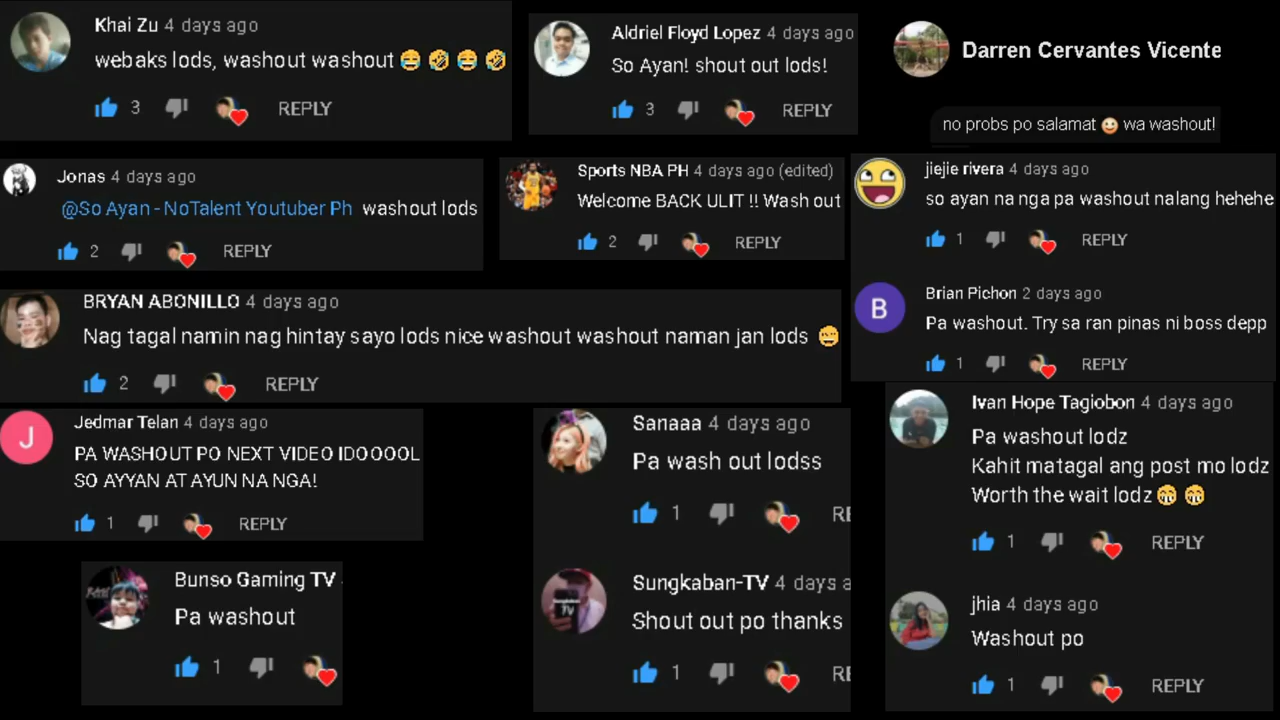 Khai Zu 4 days ago
webaks lods, washout washout 😂 🤣 😂 🤣
3 REPLY
Aldriel Floyd Lopez 4 days ago
So Ayan! shout out lods!
3 REPLY
Darren Cervantes Vicente
no probs po salamat 😀 wa washout!
Jonas 4 days ago
@So Ayan - NoTalent Youtuber Ph washout lods
2 REPLY
Sports NBA PH 4 days ago (edited)
Welcome BACK ULIT !! Wash out
2 REPLY
jiejie rivera 4 days ago
so ayan na nga pa washout nalang hehehe
1 REPLY
Brian Pichon 2 days ago
B
Pa washout. Try sa ran pinas ni boss depp
1 REPLY
BRYAN ABONILLO 4 days ago
Nag tagal namin nag hintay sayo lods nice washout washout naman jan lods 😅
2 REPLY
Jedmar Telan 4 days ago
J
PA WASHOUT PO NEXT VIDEO IDOOOOL
SO AYYAN AT AYUN NA NGA!
1 REPLY
Bunso Gaming TV
Pa washout
1
Sanaaa 4 days ago
Pa wash out lodss
1 RE
Sungkaban-TV 4 days a
Shout out po thanks
1 RE
Ivan Hope Tagiobon 4 days ago
Pa washout lodz
Kahit matagal ang post mo lodz
Worth the wait lodz 😁 😁
1 REPLY
jhia 4 days ago
Washout po
1 REPLY